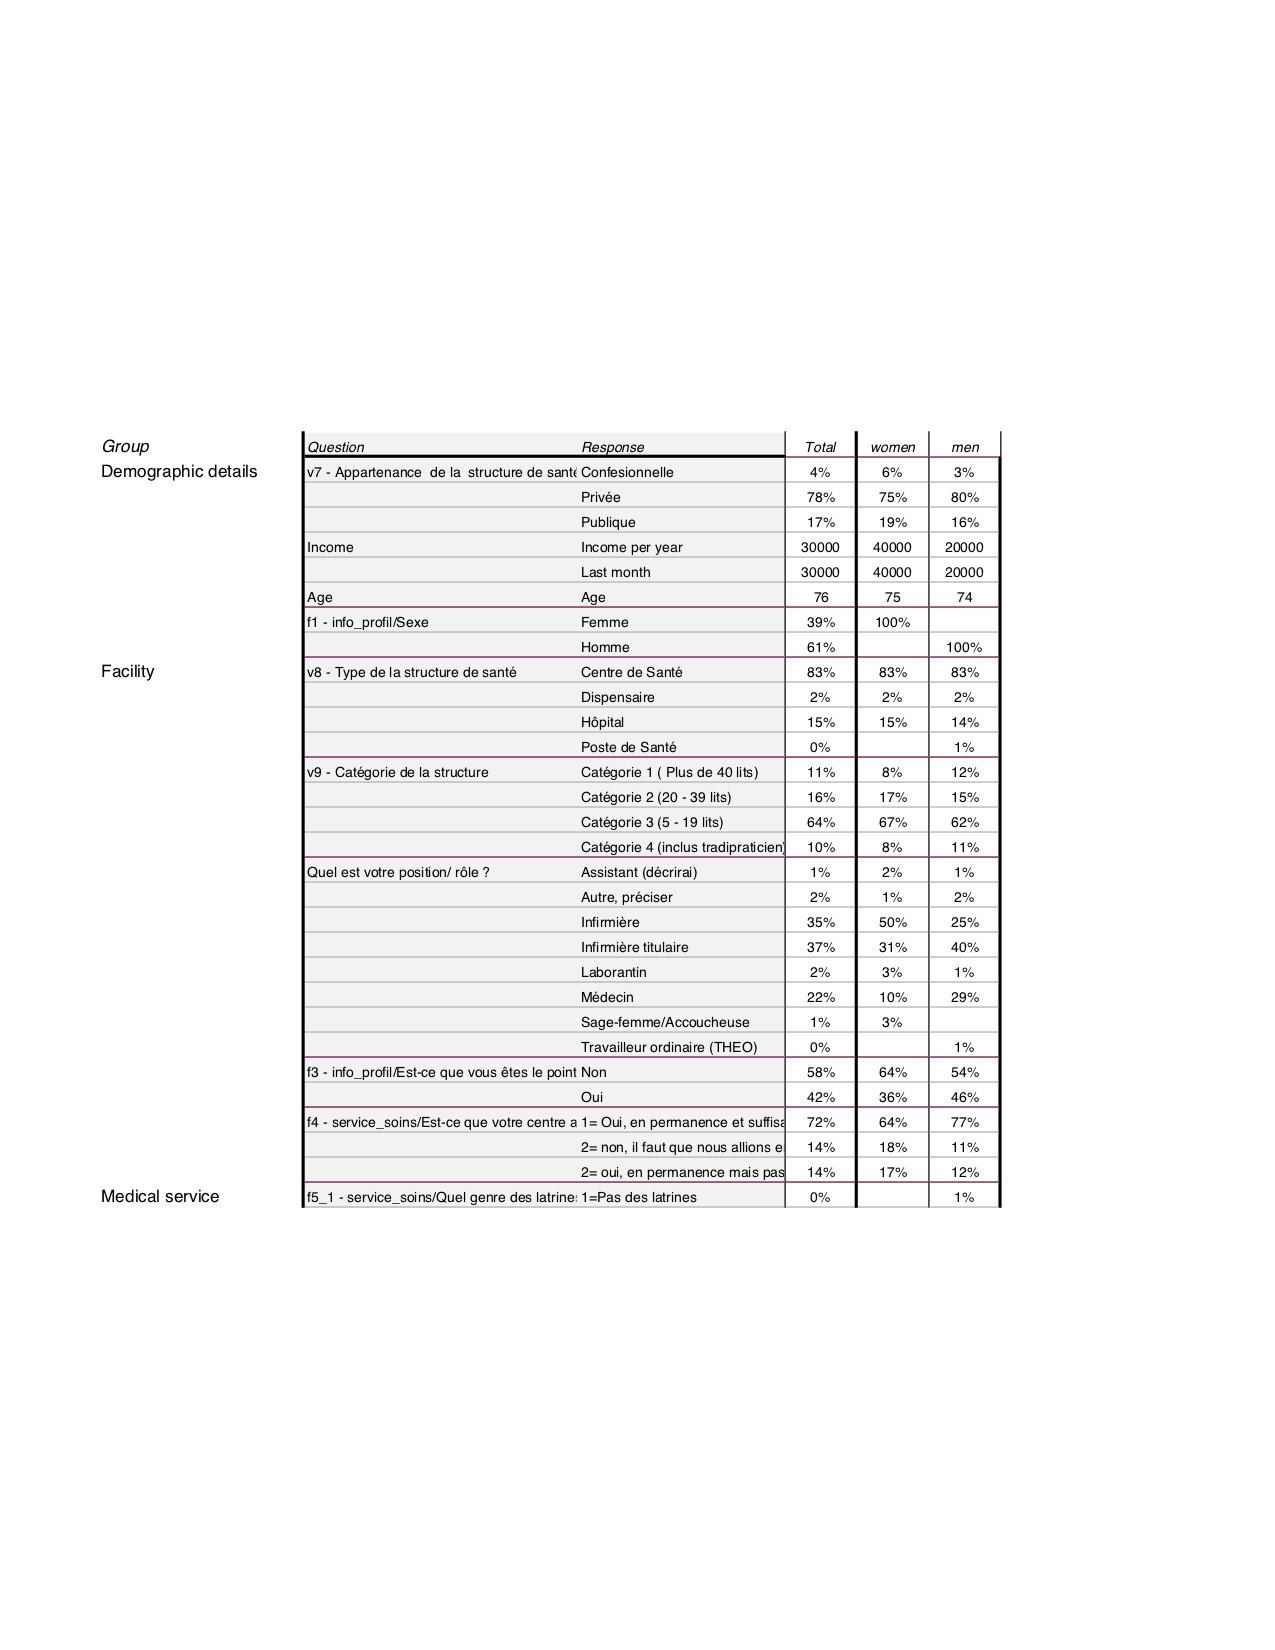 Group Question Response Total women men
Demographic details v7 - Appartenance de la structure de santé Confesionnelle 4% 6% 3%
Privée 78% 75% 80%
Publique 17% 19% 16%
Income Income per year 30000 40000 20000
Last month 30000 40000 20000
Age Age 76 75 74
f1 - info_profil/Sexe Femme 39% 100%
Homme 61% 100%
Facility v8 - Type de la structure de santé Centre de Santé 83% 83% 83%
Dispensaire 2% 2% 2%
Hôpital 15% 15% 14%
Poste de Santé 0% 1%
v9 - Catégorie de la structure Catégorie 1 ( Plus de 40 lits) 11% 8% 12%
Catégorie 2 (20 - 39 lits) 16% 17% 15%
Catégorie 3 (5 - 19 lits) 64% 67% 62%
Catégorie 4 (inclus tradipraticien) 10% 8% 11%
Quel est votre position/ rôle ? Assistant (décrirai) 1% 2% 1%
Autre, préciser 2% 1% 2%
Infirmière 35% 50% 25%
Infirmière titulaire 37% 31% 40%
Laborantin 2% 3% 1%
Médecin 22% 10% 29%
Sage-femme/Accoucheuse 1% 3%
Travailleur ordinaire (THEO) 0% 1%
f3 - info_profil/Est-ce que vous êtes le point Non 58% 64% 54%
Oui 42% 36% 46%
f4 - service_soins/Est-ce que votre centre a 1= Oui, en permanence et suffisa 72% 64% 77%
2= non, il faut que nous allions e 14% 18% 11%
2= oui, en permanence mais pas 14% 17% 12%
Medical service f5_1 - service_soins/Quel genre des latrines 1=Pas des latrines 0% 1%